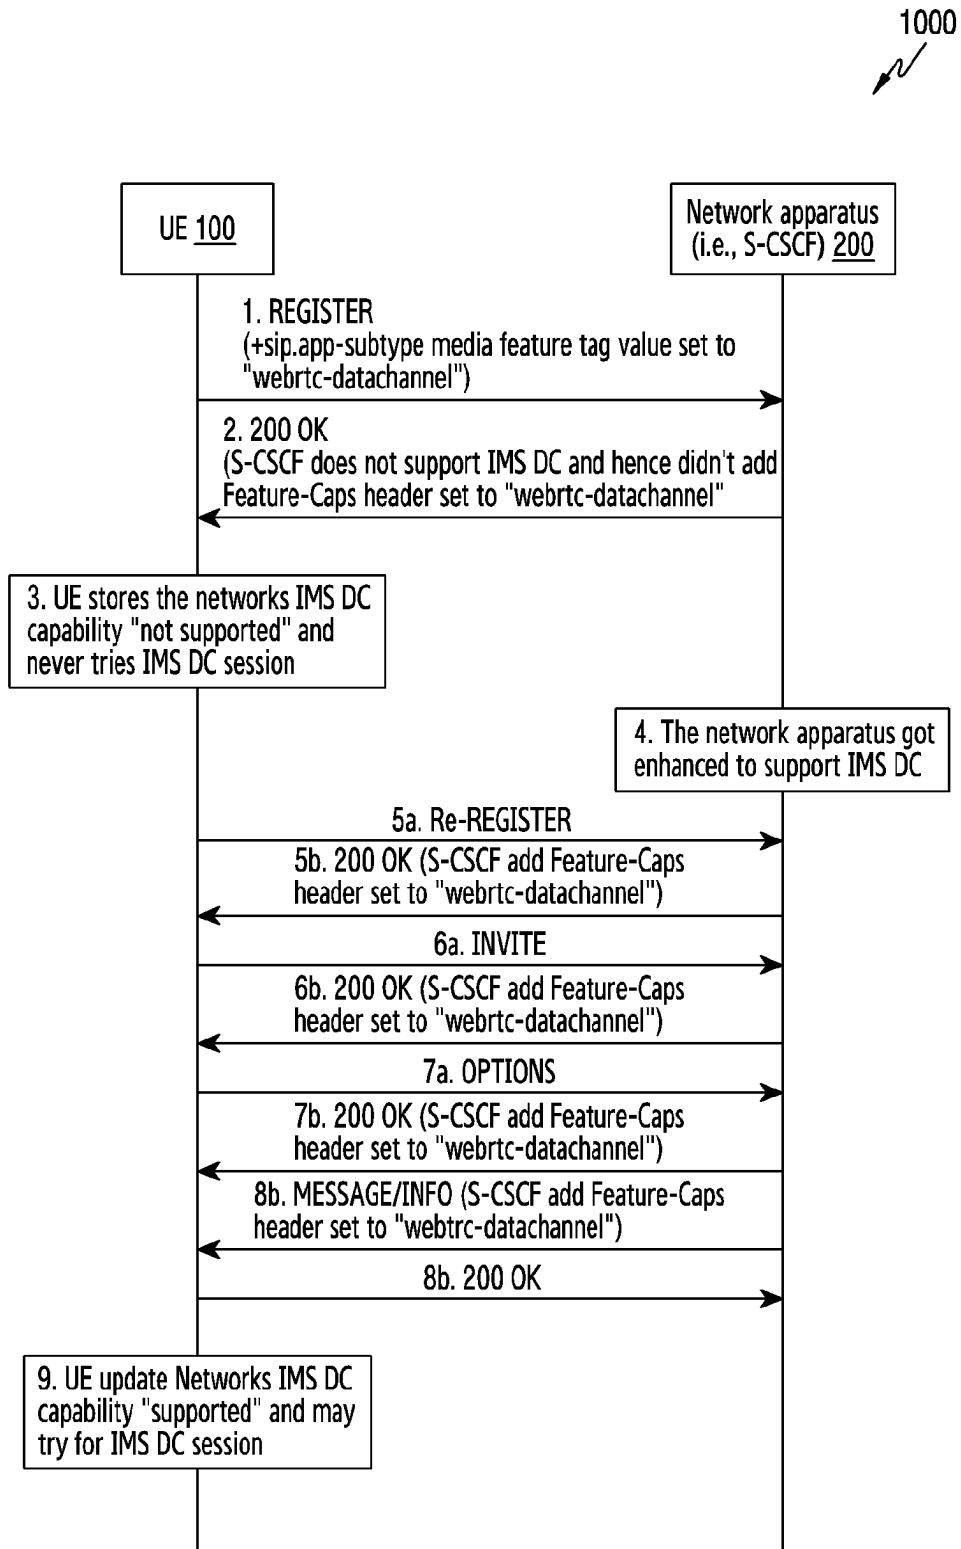 1000
UE 100
Network apparatus
(i.e., S-CSCF) 200
1. REGISTER
(+sip.app-subtype media feature tag value set to
"webrtc-datachannel")
2. 200 OK
(S-CSCF does not support IMS DC and hence didn't add
Feature-Caps header set to "webrtc-datachannel"
3. UE stores the networks IMS DC
capability "not supported" and
never tries IMS DC session
4. The network apparatus got
enhanced to support IMS DC
5a. Re-REGISTER
5b. 200 OK (S-CSCF add Feature-Caps
header set to "webrtc-datachannel")
6a. INVITE
6b. 200 OK (S-CSCF add Feature-Caps
header set to "webrtc-datachannel")
7a. OPTIONS
7b. 200 OK (S-CSCF add Feature-Caps
header set to "webrtc-datachannel")
8b. MESSAGE/INFO (S-CSCF add Feature-Caps
header set to "webtrc-datachannel")
8b. 200 OK
9. UE update Networks IMS DC
capability "supported" and may
try for IMS DC session